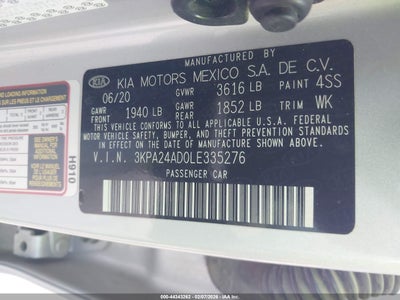 MANUFACTURED BY
KIA KIA MOTORS MEXICO S.A. DE C.V.
06/20 GVWR 3616 LB PAINT 4SS
GAWR FRONT 1940 LB GAWR REAR 1852 LB TRIM WK
THIS VEHICLE CONFORMS TO ALL APPLICABLE FEDERAL
MOTOR VEHICLE SAFETY, BUMPER, AND THEFT PREVENTION
STANDARDS IN EFFECT ON THE DATE OF MANUFACTURE SHOWN ABOVE.
V.I.N. 3KPA24AD0LE335276
PASSENGER CAR
H910
AND LOADING INFORMATION
000-44343263 - 02/07/2026 - IAA Inc.